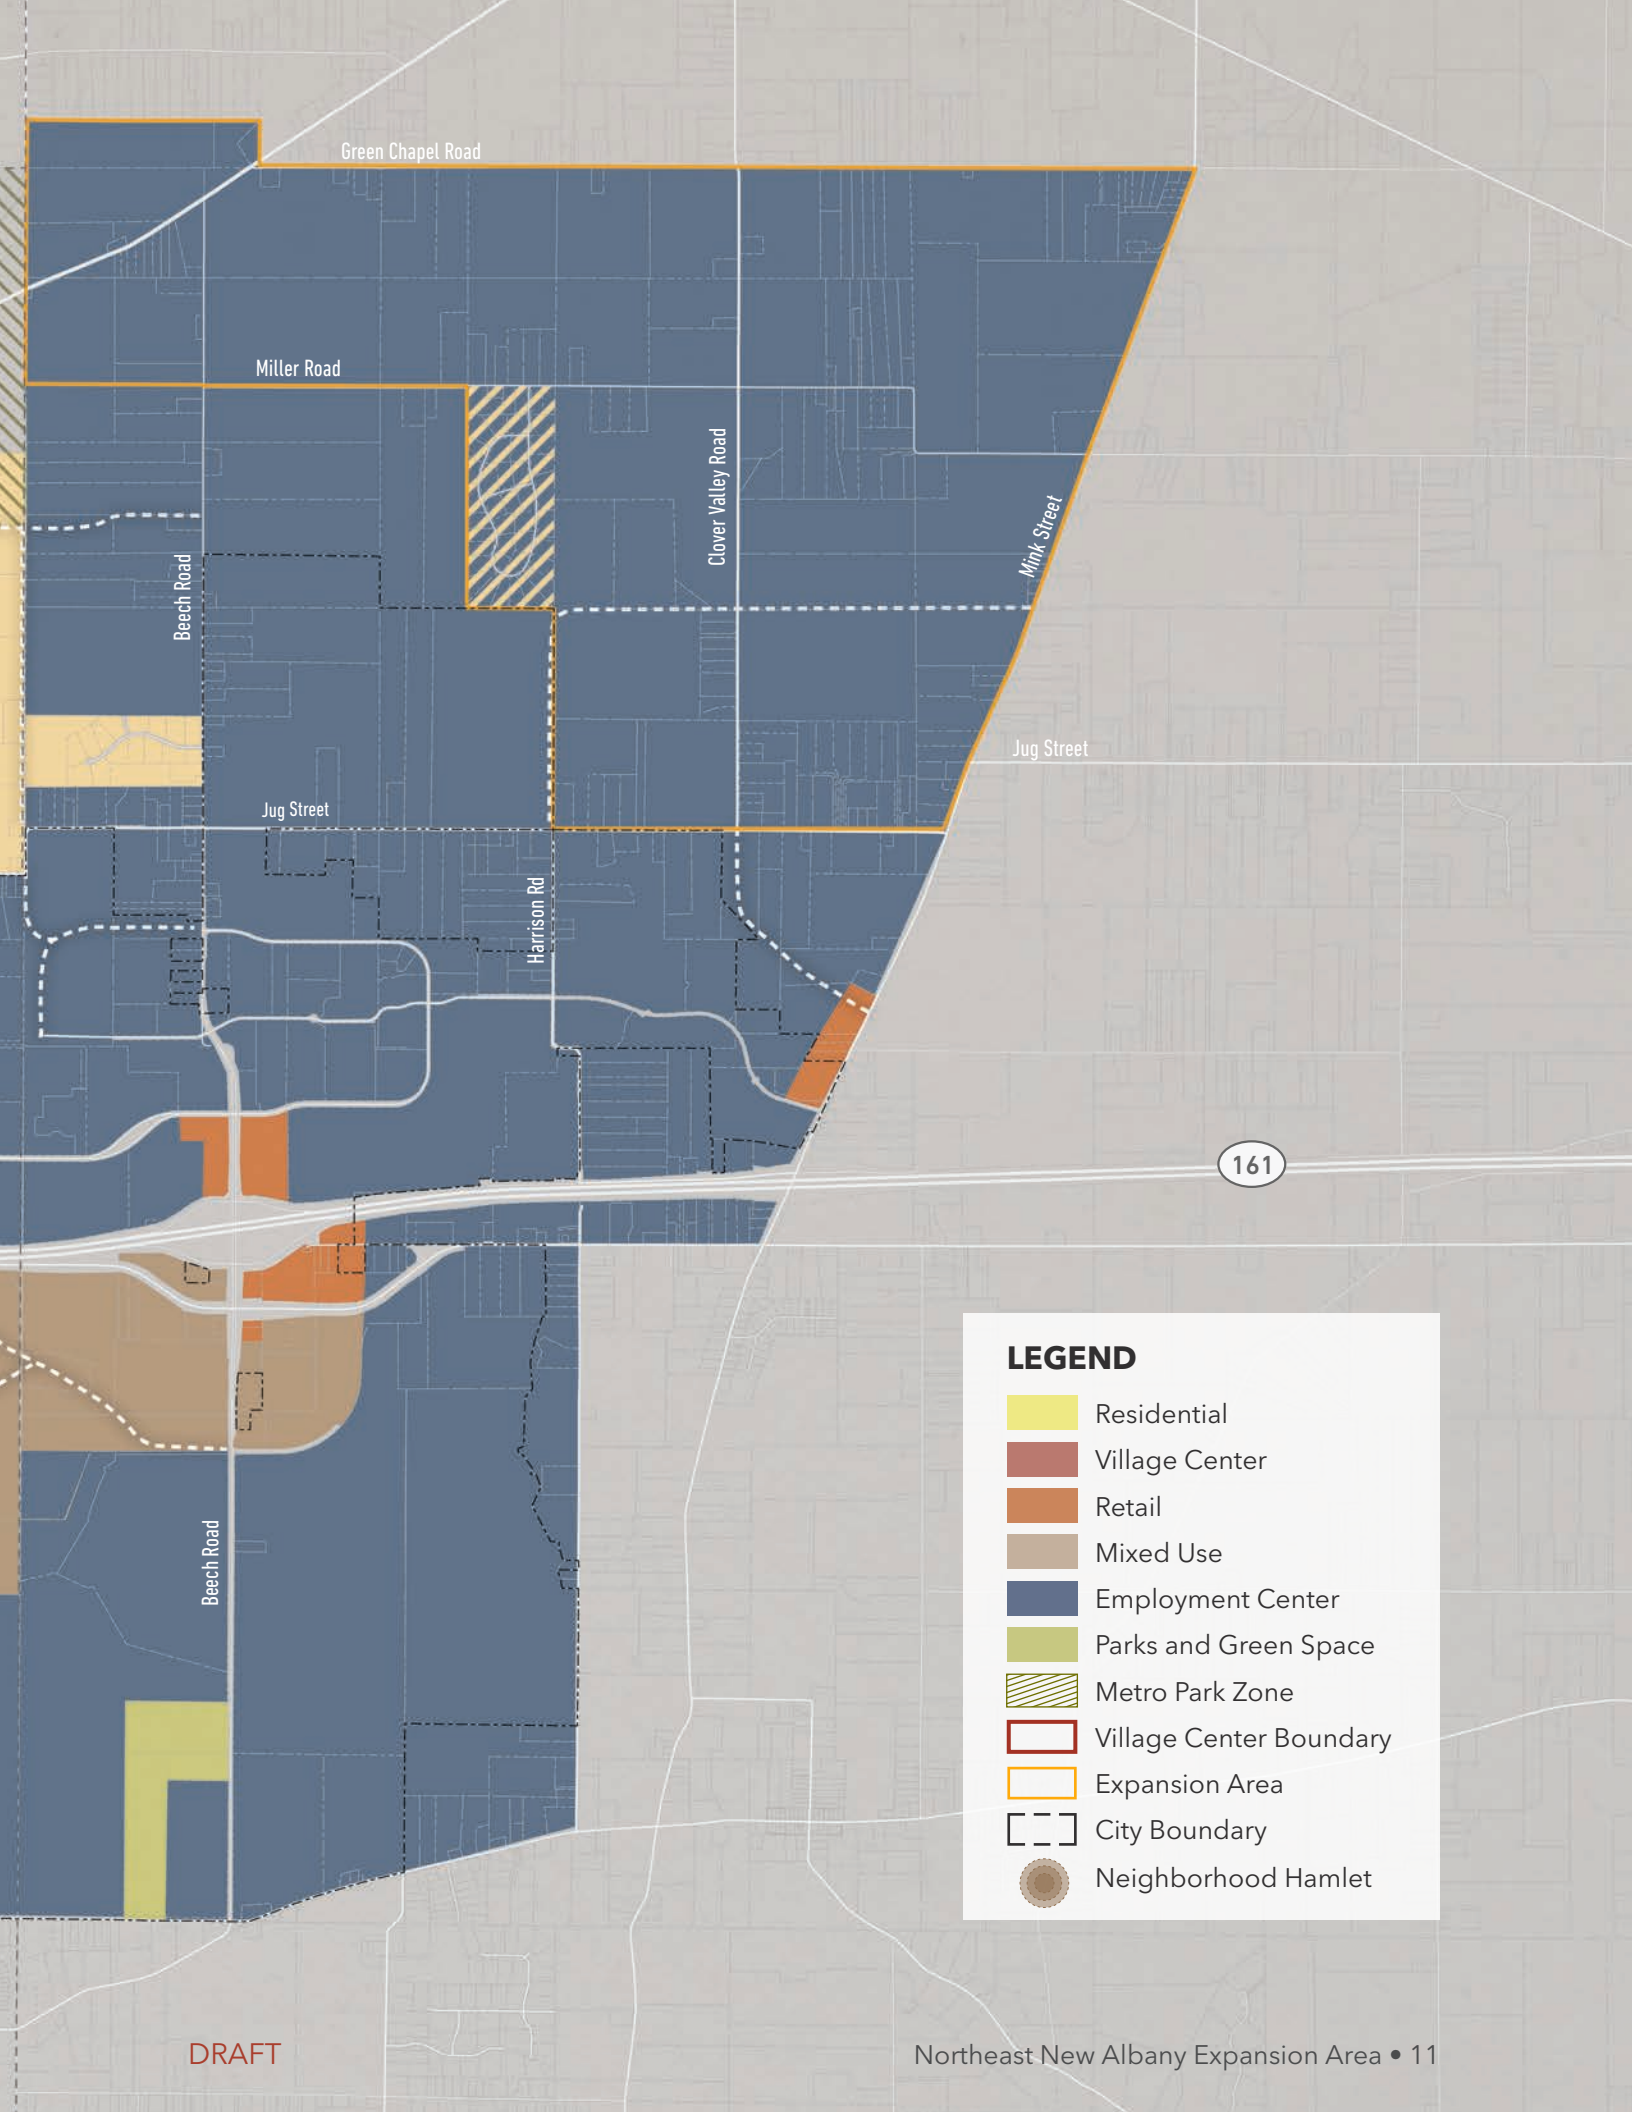 Green Chapel Road
Miller Road
Clover Valley Road
Mink Street
Beech Road
Jug Street
Jug Street
Harrison Rd
161
LEGEND
Residential
Village Center
Retail
Mixed Use
Employment Center
Parks and Green Space
Metro Park Zone
Village Center Boundary
Expansion Area
City Boundary
Neighborhood Hamlet
Beech Road
DRAFT
Northeast New Albany Expansion Area • 11